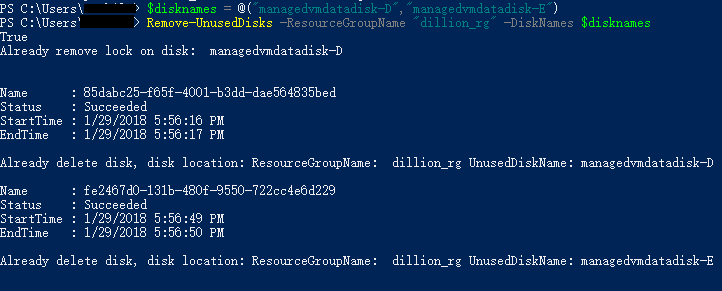 PS C:\Users\ > $disknames = @("managedvmdatadisk-D","managedvmdatadisk-E")
PS C:\Users\ > Remove-UnusedDisks -ResourceGroupName "dillion_rg" -DiskNames $disknames
True
Already remove lock on disk:  managedvmdatadisk-D
Name      : 85dabc25-f65f-4001-b3dd-dae564835bed
Status    : Succeeded
StartTime : 1/29/2018 5:56:16 PM
EndTime   : 1/29/2018 5:56:17 PM
Already delete disk, disk location: ResourceGroupName:  dillion_rg UnusedDiskName: managedvmdatadisk-D
Name      : fe2467d0-131b-480f-9550-722cc4e6d229
Status    : Succeeded
StartTime : 1/29/2018 5:56:49 PM
EndTime   : 1/29/2018 5:56:50 PM
Already delete disk, disk location: ResourceGroupName:  dillion_rg UnusedDiskName: managedvmdatadisk-E